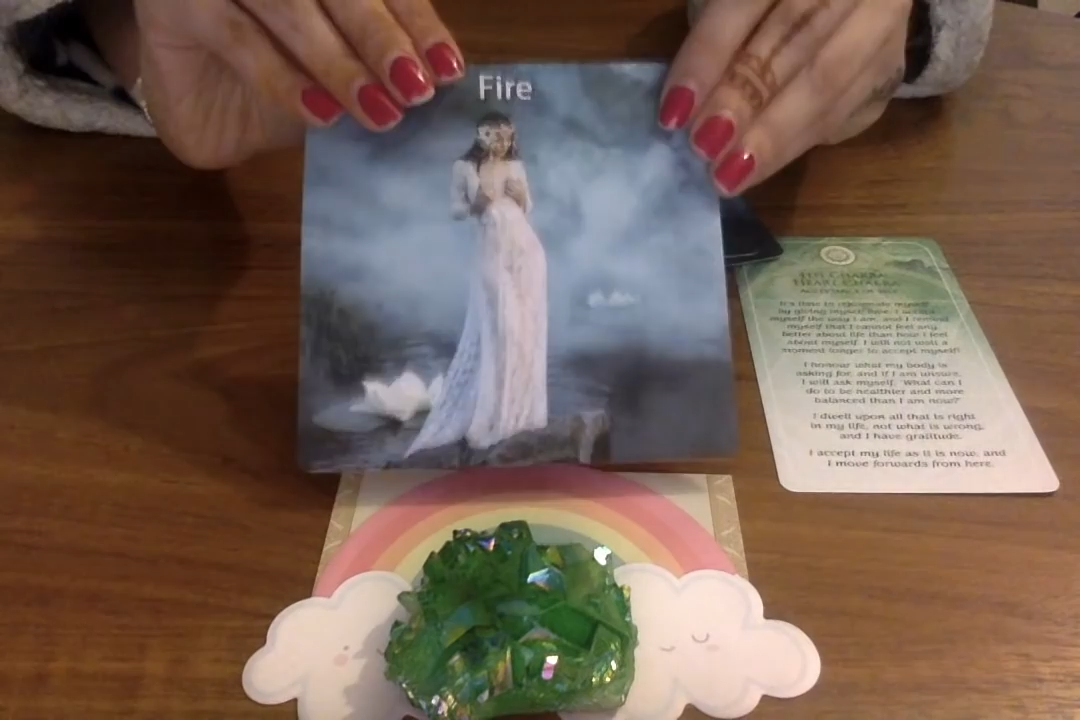 Fire
4th Chakra
Heart Chakra
It's time to rejuvenate myself
by giving myself love. I accept
myself the way I am, and I remind
myself that I cannot feel any
better about life than how I feel
about myself. I will not wait a
moment longer to accept myself!
I honour what my body is
asking for, and if I am unsure,
I will ask myself, 'What can I
do to be healthier and more
balanced than I am now?'
I dwell upon all that is right
in my life, not what is wrong,
and I have gratitude.
I accept my life as it is now, and
I move forwards from here.